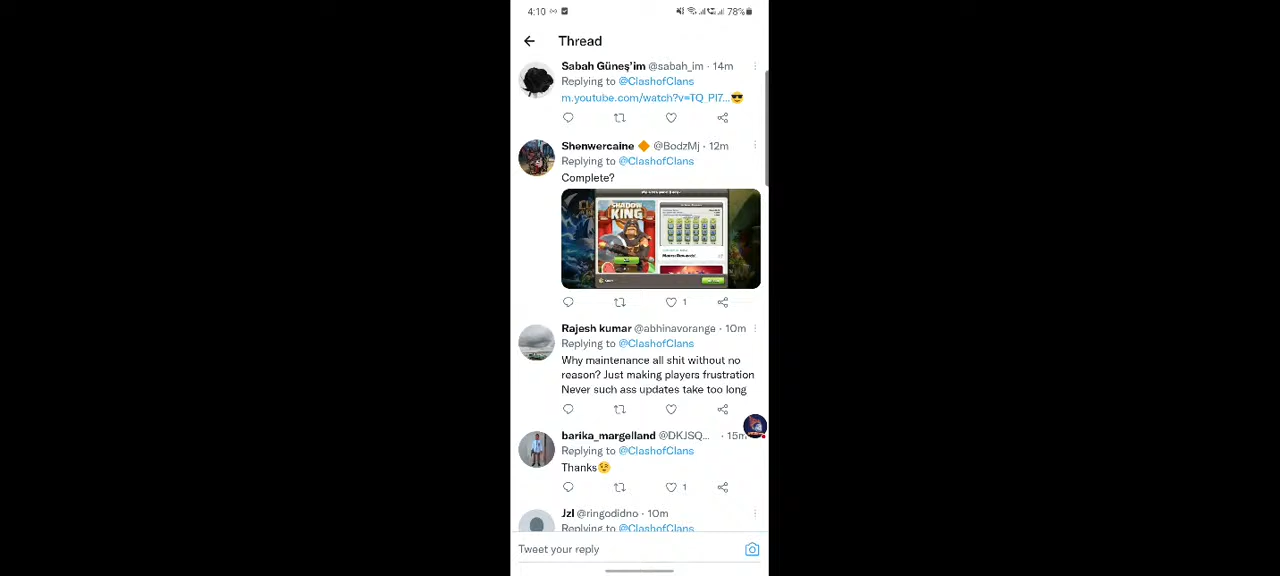 4:10
78%
Thread
Sabah Güneş'im @sabah_im · 14m
Replying to @ClashofClans
m.youtube.com/watch?v=TQ_PI7...😎
Shenwercaine 🔶 @BodzMj · 12m
Replying to @ClashofClans
Complete?
SHADOW
KING
1
Rajesh kumar @abhinavorange · 10m
Replying to @ClashofClans
Why maintenance all shit without no
reason? Just making players frustration
Never such ass updates take too long
barika_margelland @DKJSQ... · 15m
Replying to @ClashofClans
Thanks😉
1
Jzl @ringodidno · 10m
Replying to @ClashofClans
Tweet your reply